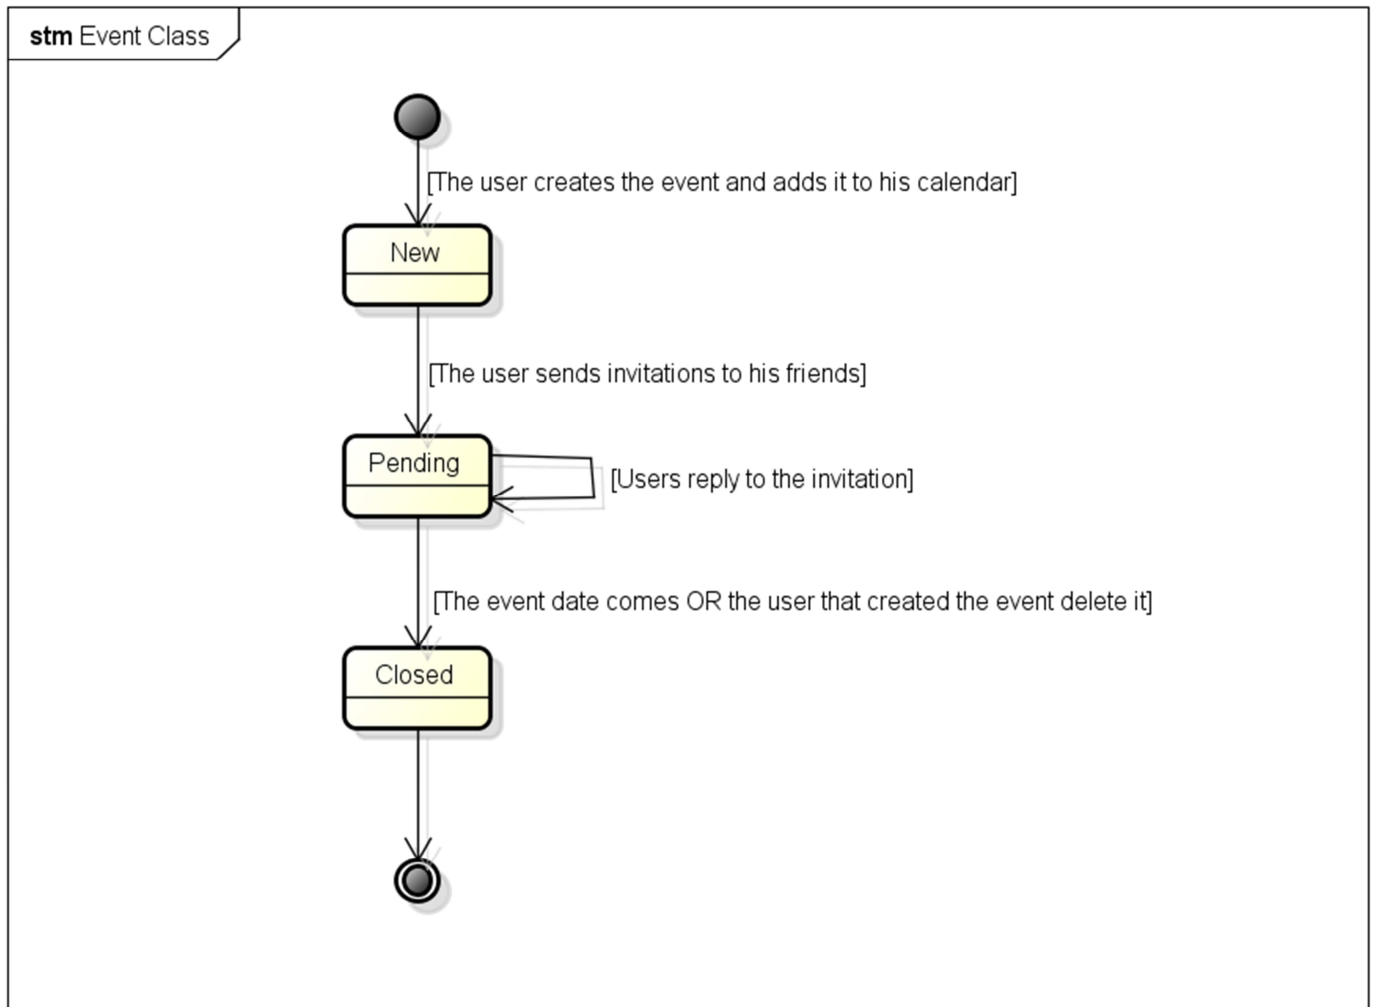 stm Event Class
[The user creates the event and adds it to his calendar]
New
[The user sends invitations to his friends]
Pending
[Users reply to the invitation]
[The event date comes OR the user that created the event delete it]
Closed